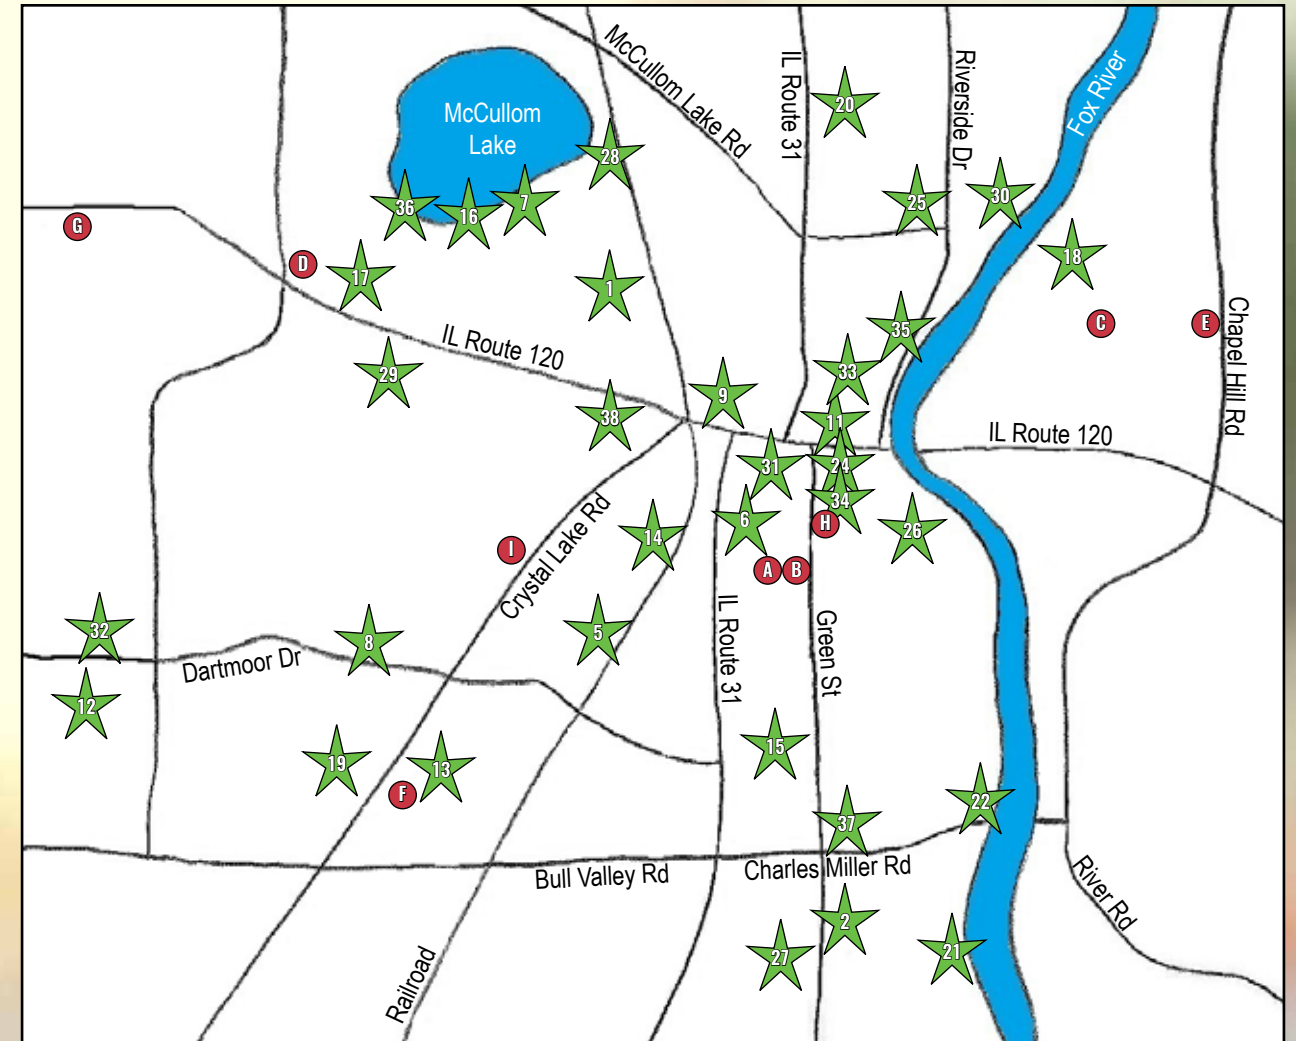 McCullom Lake Rd
IL Route 31
Riverside Dr
Fox River
20
McCullom
Lake
28
36
16
7
25
30
G
D
17
18
1
C
E
Chapel Hill Rd
35
IL Route 120
29
33
9
38
11
IL Route 120
31
24
34
6
H
14
26
Crystal Lake Rd
I
A
B
32
8
5
IL Route 31
Green St
Dartmoor Dr
12
15
19
13
F
22
37
Bull Valley Rd
Charles Miller Rd
River Rd
2
27
21
Railroad